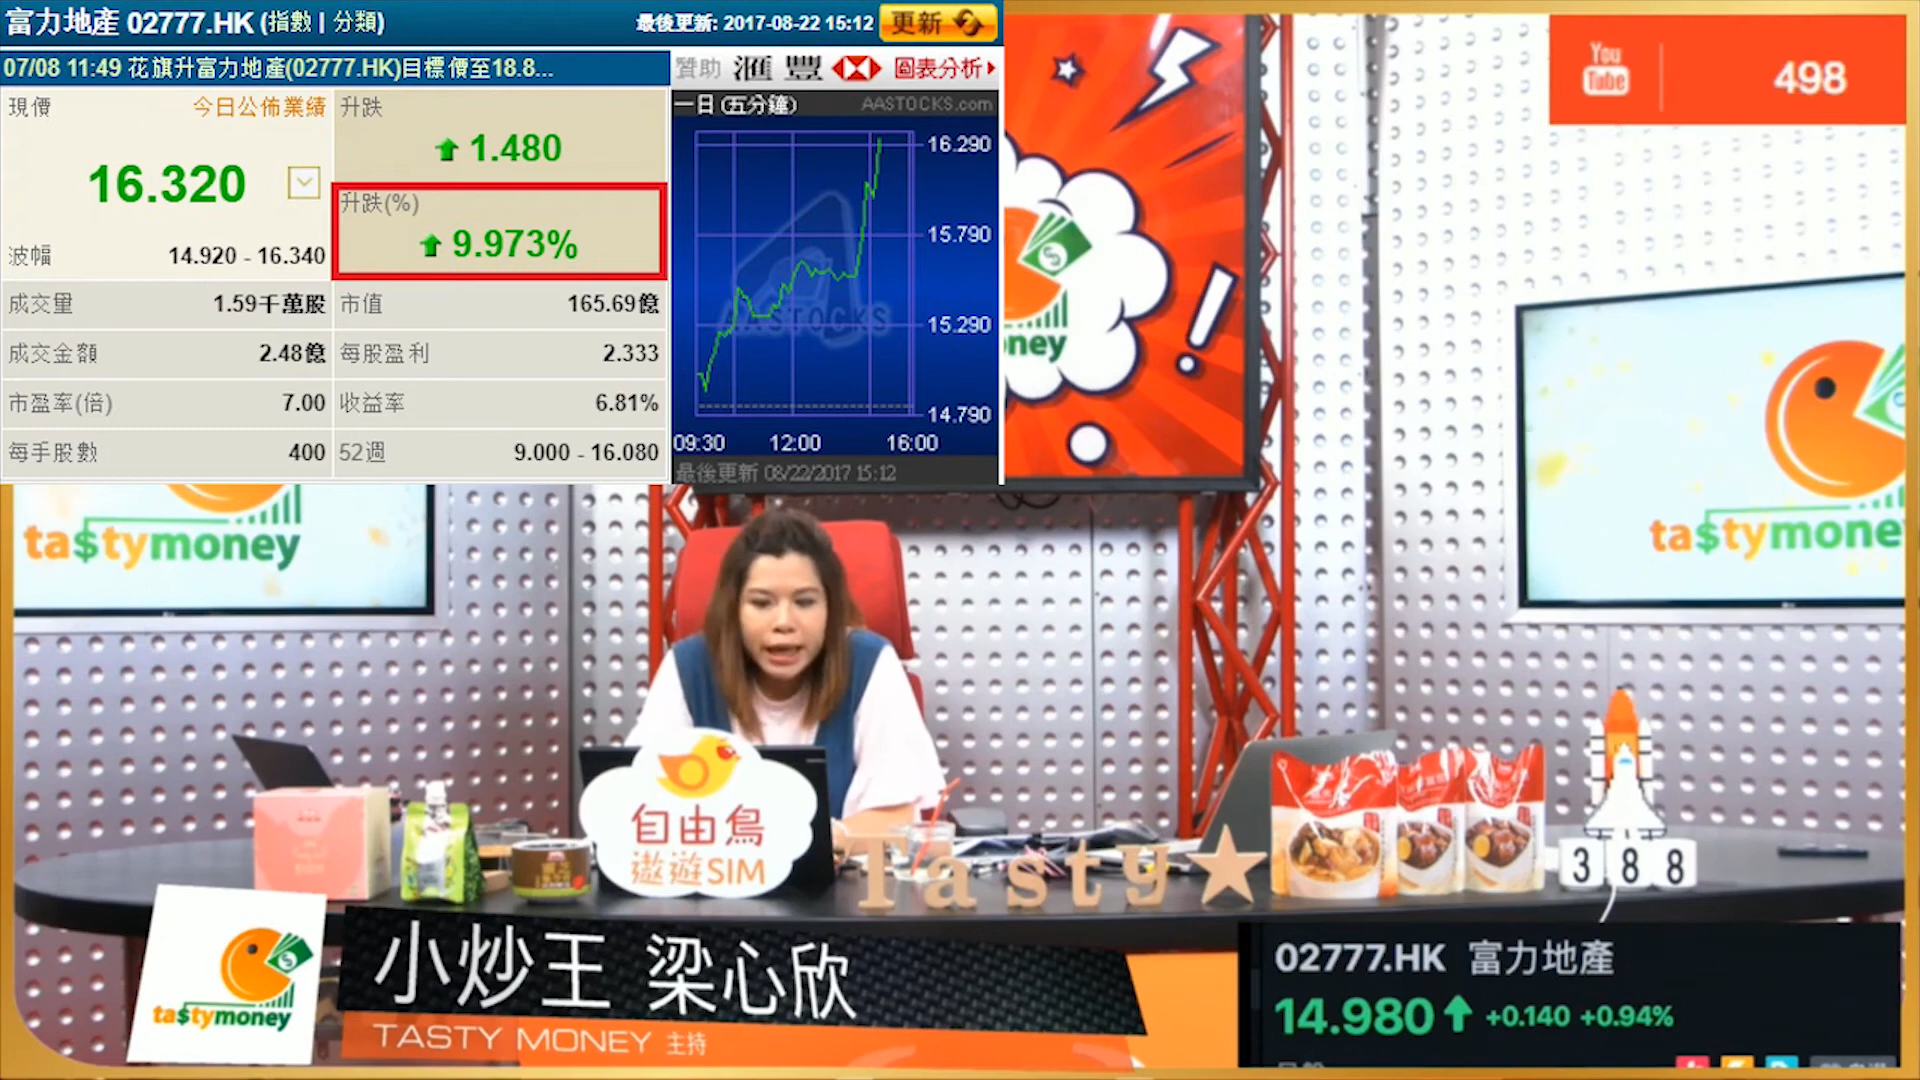 富力地產 02777.HK (指數 | 分類)
最後更新: 2017-08-22 15:12
更新
07/08 11:49 花旗升富力地產(02777.HK)目標價至18.8...
贊助 滙豐
圖表分析
現價 今日公佈業績
16.320
波幅 14.920 - 16.340
升跌
1.480
升跌(%)
9.973%
成交量 1.59千萬股 市值 165.69億
成交金額 2.48億 每股盈利 2.333
市盈率(倍) 7.00 收益率 6.81%
每手股數 400 52週 9.000 - 16.080
一日 (五分鐘) AASTOCKS.com
16.290
15.790
15.290
14.790
AASTOCKS
09:30 12:00 16:00
最後更新 08/22/2017 15:12
You
Tube
498
ney
ta$tymoney
ta$tymoney
自由鳥
遨遊SIM
Tasty
388
ta$tymoney
小炒王 梁心欣
TASTY MONEY 主持
02777.HK 富力地產
14.980 +0.140 +0.94%